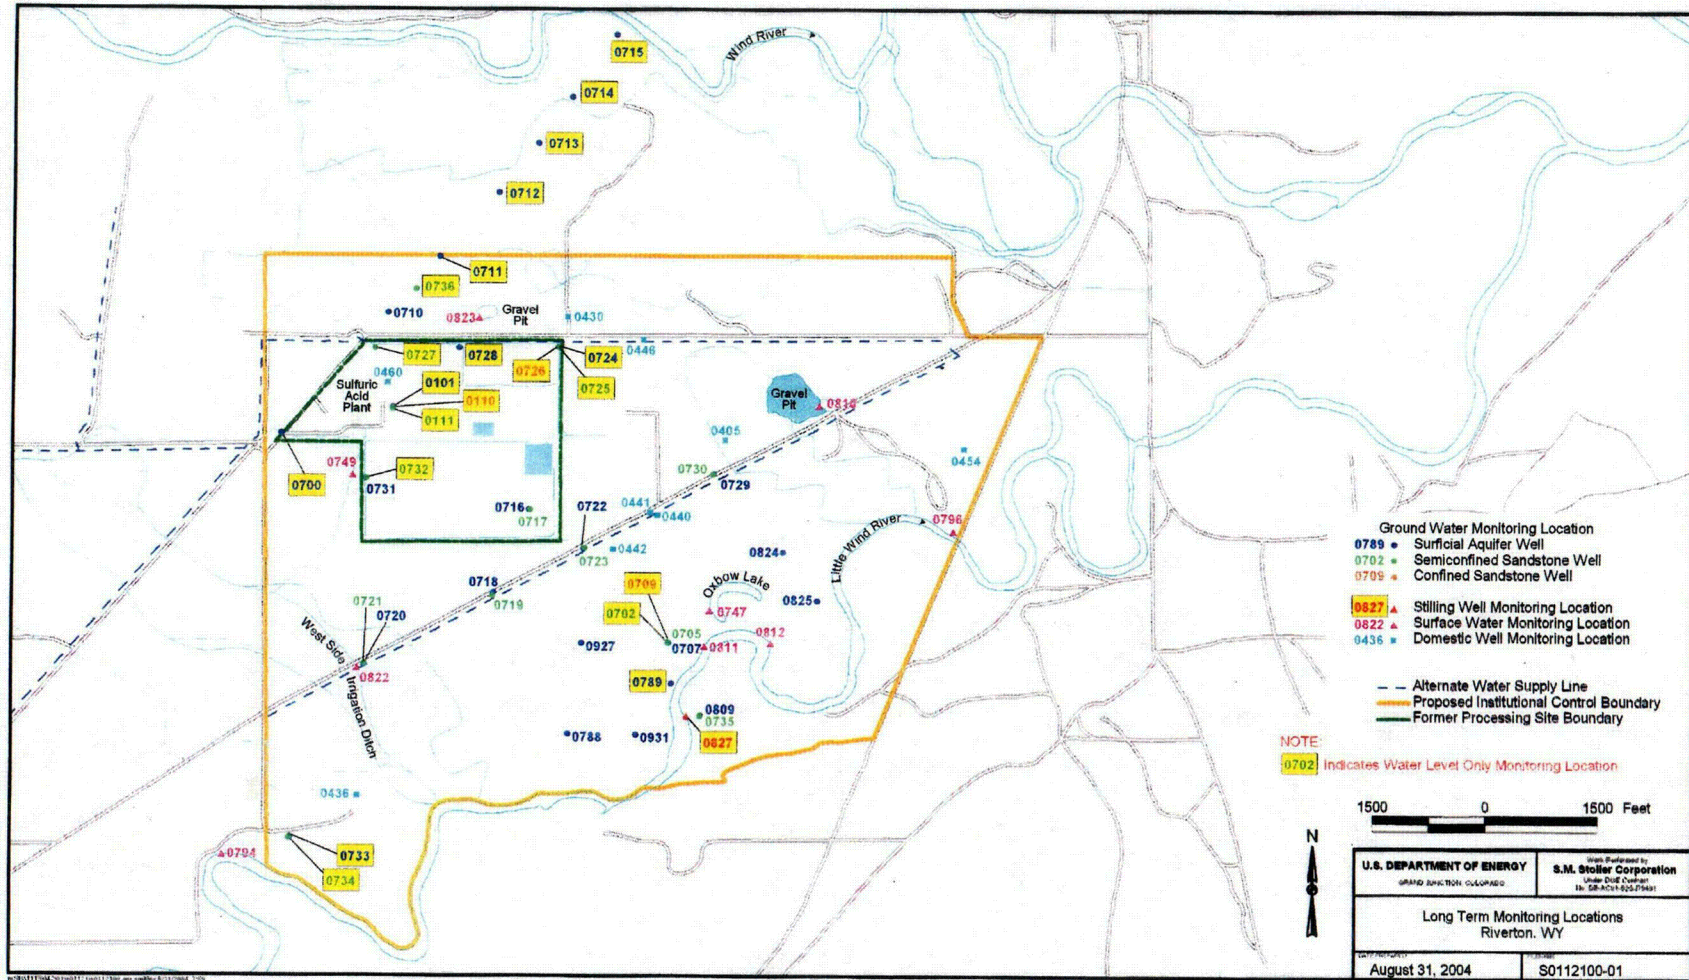 0715
Wind River
0714
0713
0712
0711
0736
0710
0823
Gravel
Pit
0430
0727
0728
0726
0724
0446
0725
0460
Sulfuric
Acid
Plant
0101
0110
0111
Gravel
Pit
0816
0405
0454
0749
0732
0700
0731
0730
0729
0716
0717
0722
0441
0440
0442
0723
0796
Little Wind River
0824
Oxbow Lake
0709
0825
0718
0719
0702
0747
0721
0720
0705
0812
0927
0707
0811
West Side
Irrigation Ditch
0822
0789
0809
0735
0788
0931
0827
0436
0794
0733
0734
Ground Water Monitoring Location
0789 Surficial Aquifer Well
0702 Semiconfined Sandstone Well
0709 Confined Sandstone Well
0827 Stilling Well Monitoring Location
0822 Surface Water Monitoring Location
0436 Domestic Well Monitoring Location
Alternate Water Supply Line
Proposed Institutional Control Boundary
Former Processing Site Boundary
NOTE:
0702 Indicates Water Level Only Monitoring Location
1500 0 1500 Feet
N
U.S. DEPARTMENT OF ENERGY
GRAND JUNCTION, COLORADO
Work Performed by
S.M. Stoller Corporation
Under DOE Contract
Long Term Monitoring Locations
Riverton, WY
DATE PREPARED:
August 31, 2004
S0112100-01